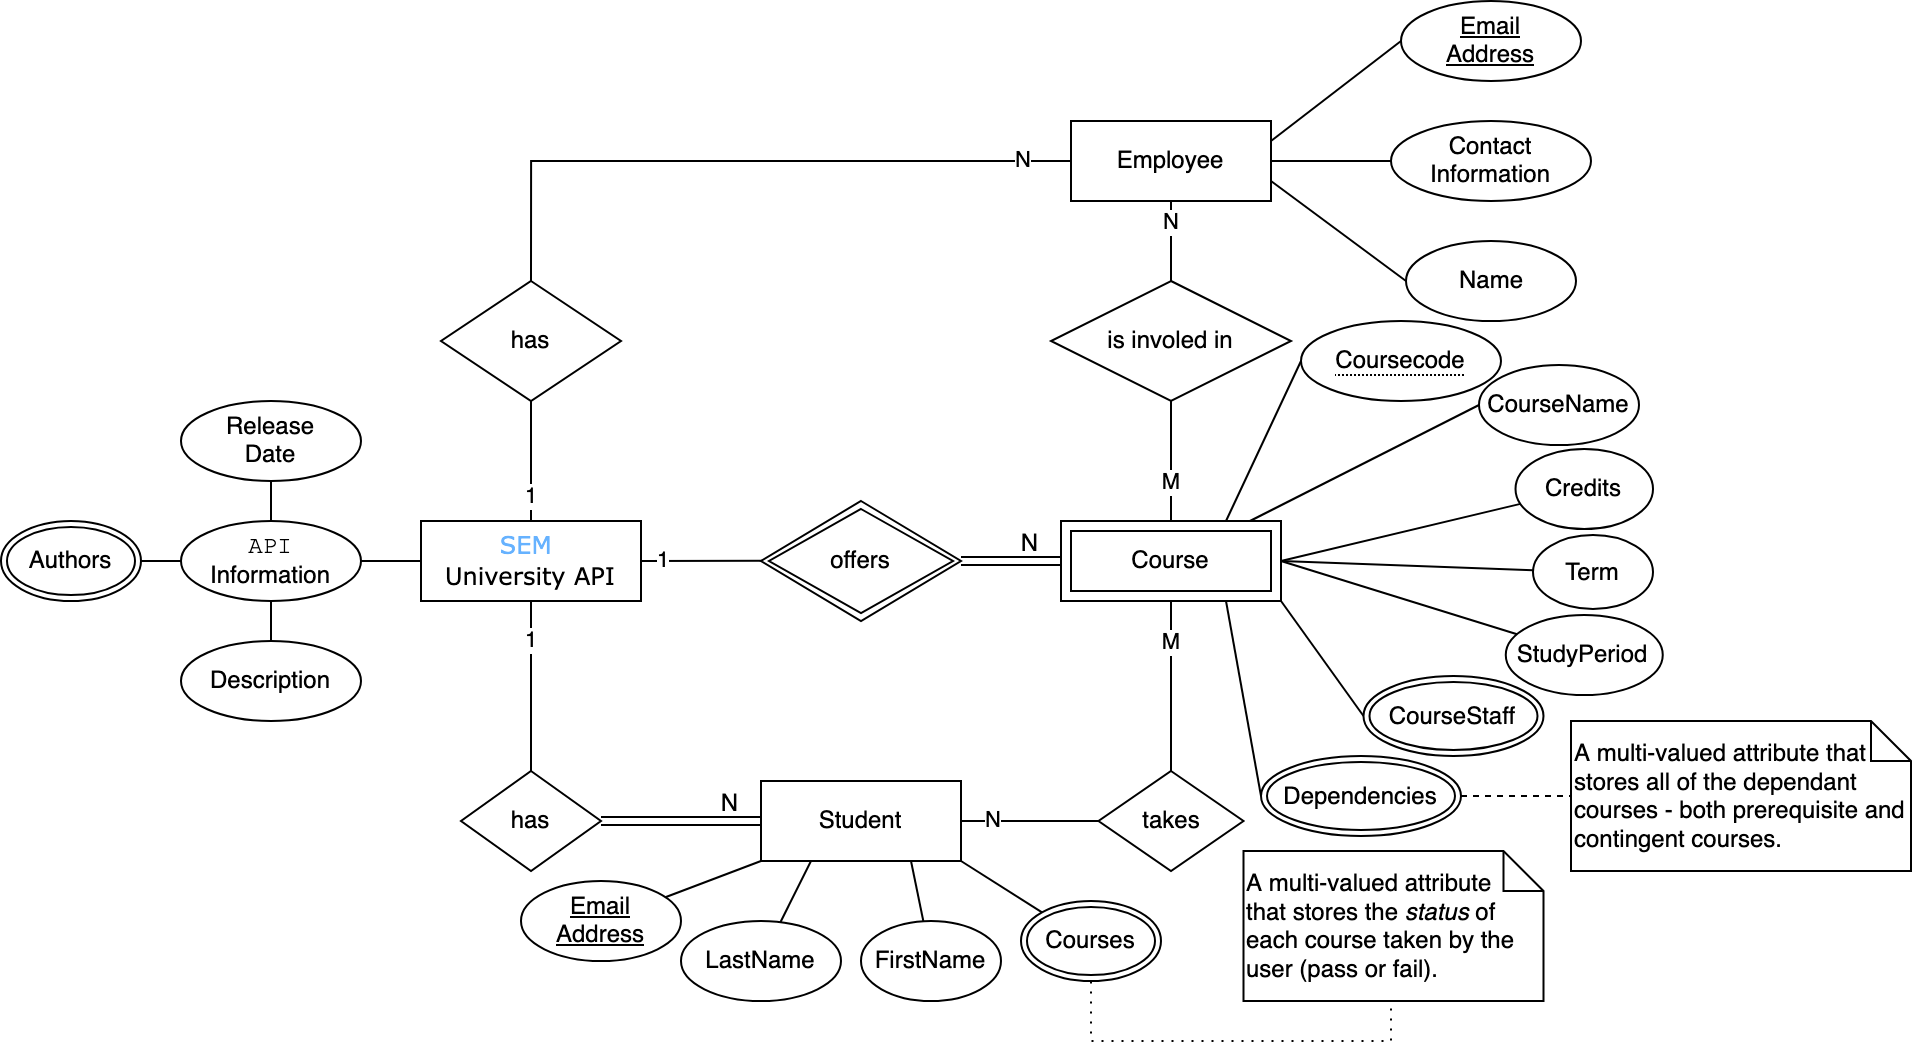 Email
Address
N
Employee
Contact
Information
N
Name
has
is involed in
Coursecode
CourseName
Release
Date
M
Credits
1
Authors
API
Information
SEM
University API
1
offers
N
Course
Term
1
M
StudyPeriod
Description
CourseStaff
A multi-valued attribute that
stores all of the dependant
courses - both prerequisite and
contingent courses.
Dependencies
has
N
Student
N
takes
A multi-valued attribute
that stores the status of
each course taken by the
user (pass or fail).
Email
Address
LastName
FirstName
Courses